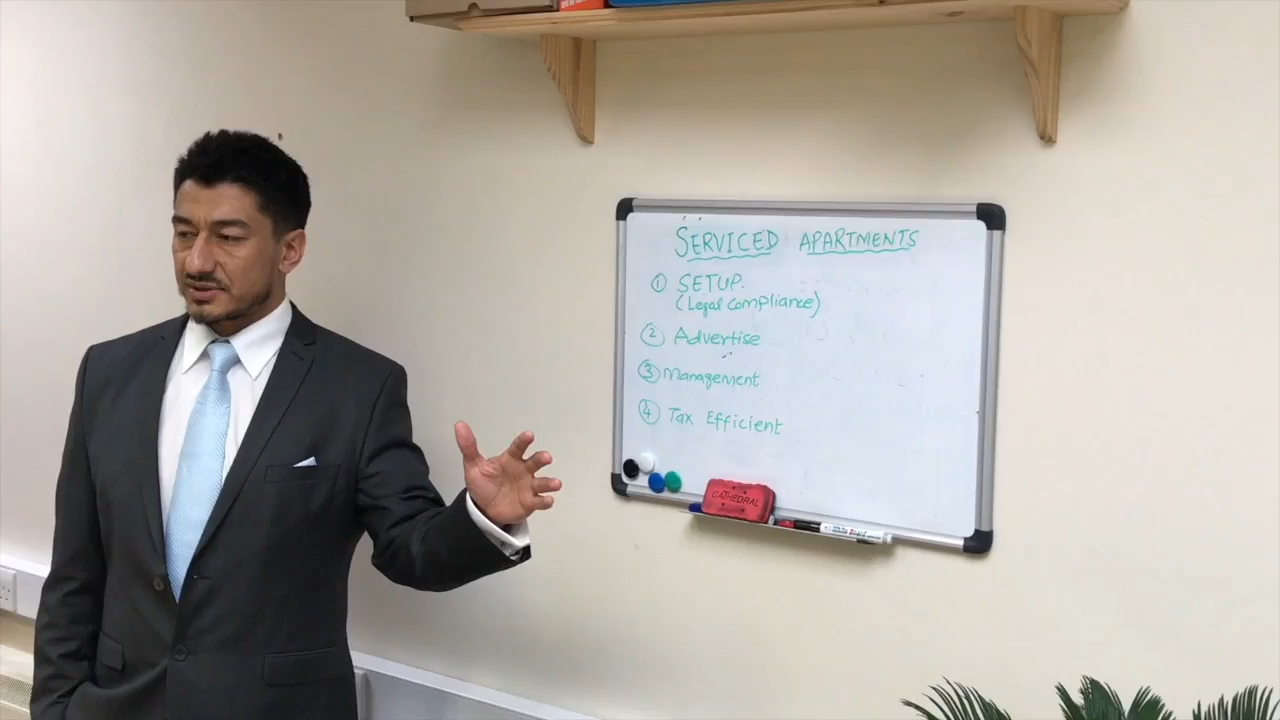 SERVICED APARTMENTS
① SETUP.
(Legal Compliance)
② Advertise
③ Management
④ Tax Efficient
CATHEDRAL